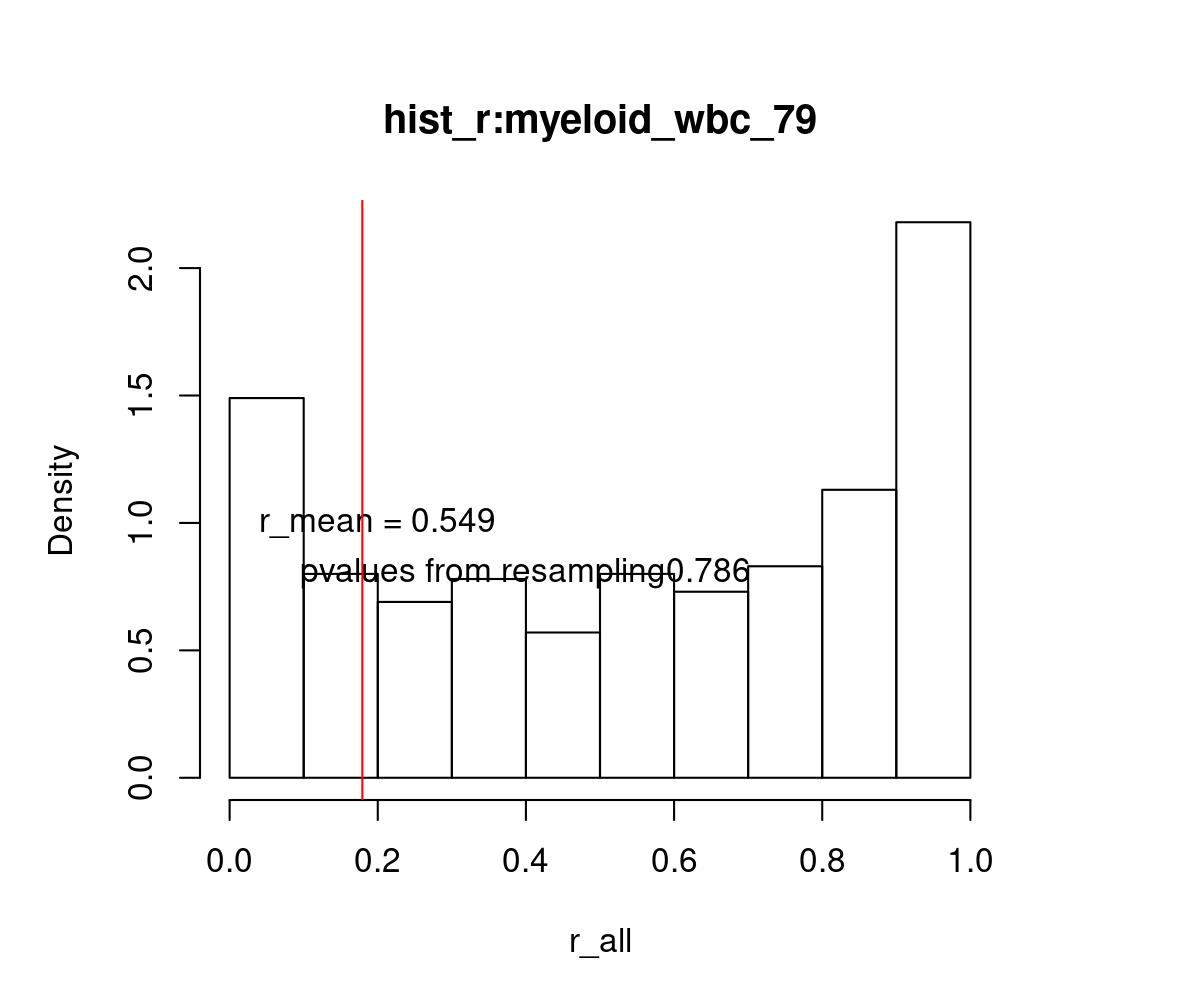 hist_r:myeloid_wbc_79
Density
2.0
1.5
1.0
0.5
0.0
r_mean = 0.549
pvalues from resampling0.786
0.0 0.2 0.4 0.6 0.8 1.0
r_all